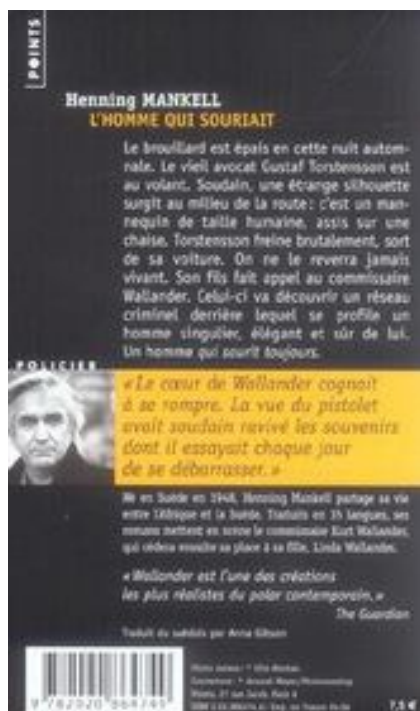 POINTS
Henning MANKELL
L'HOMME QUI SOURIAIT
Le brouillard est épais en cette nuit autom-
nale. Le vieil avocat Gustaf Torstensson est
au volant. Soudain, une étrange silhouette
surgit au milieu de la route : c'est un man-
nequin de taille humaine, assis sur une
chaise. Torstensson freine brutalement, sort
de sa voiture. On ne le reverra jamais
vivant. Son fils fait appel au commissaire
Wallander. Celui-ci va découvrir un réseau
criminel derrière lequel se profile un
homme singulier, élégant et sûr de lui.
Un homme qui sourit toujours.
POLICIER
« Le cœur de Wallander cognait
à se rompre. La vue du pistolet
avait soudain ravivé les souvenirs
dont il essayait chaque jour
de se débarrasser. »
Né en Suède en 1948, Henning Mankell partage sa vie
entre l'Afrique et la Suède. Traduits en 35 langues, ses
romans mettent en scène le commissaire Kurt Wallander,
qui cédera ensuite sa place à sa fille, Linda Wallander.
« Wallander est l'une des créations
les plus réalistes du polar contemporain. »
The Guardian
Traduit du suédois par Anna Gibson
9 782020 864749
7,5 €